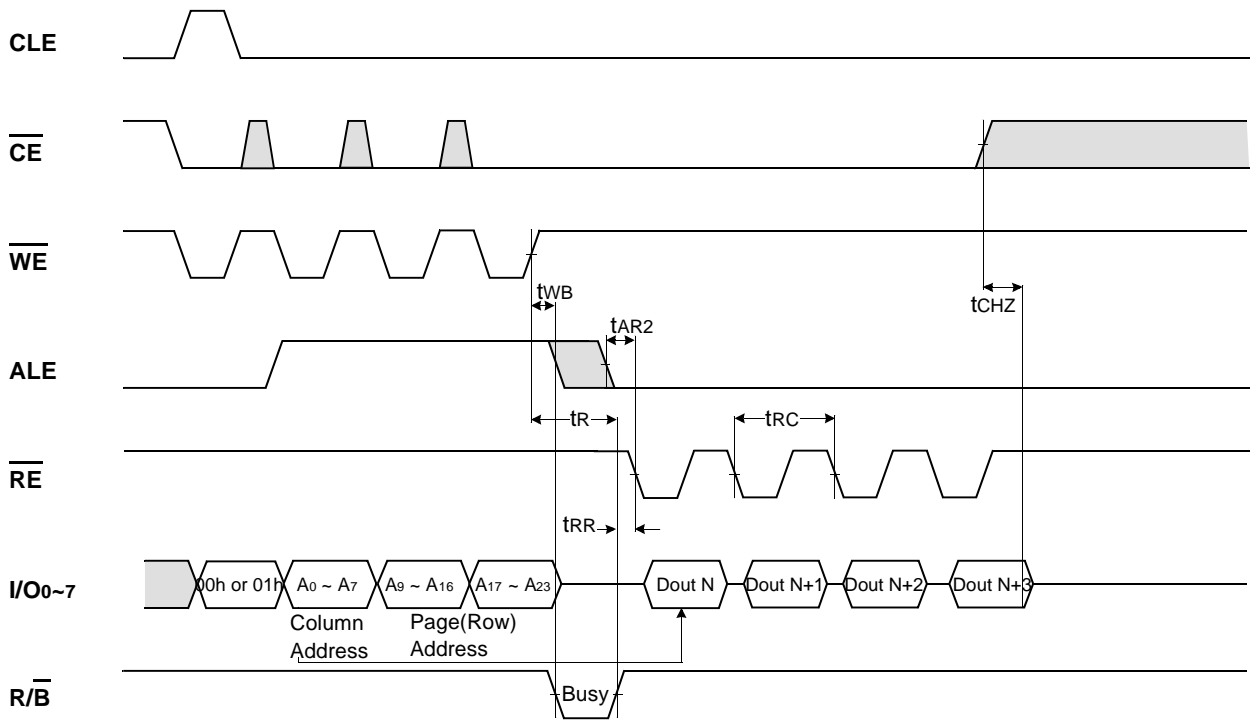 CLE
CE
WE
tWB
tCHZ
tAR2
ALE
tR
tRC
RE
tRR
I/O0~7
00h or 01h
A0 ~ A7
A9 ~ A16
A17 ~ A23
Dout N
Dout N+1
Dout N+2
Dout N+3
Column
Address
Page(Row)
Address
R/B
Busy